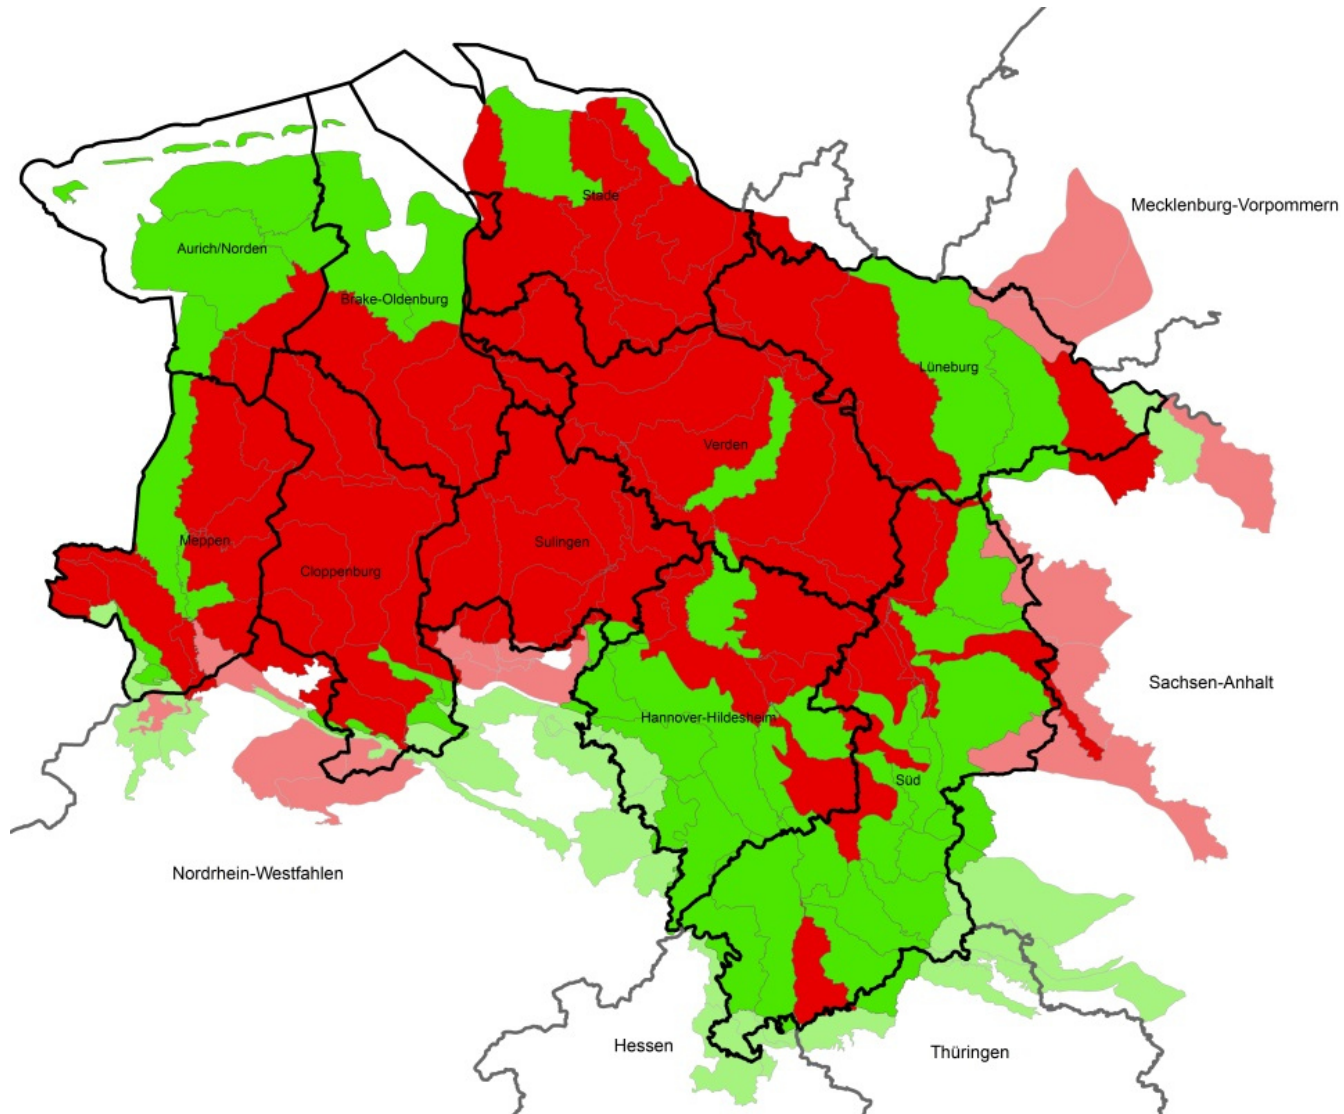 Stade
Mecklenburg-Vorpommern
Aurich/Norden
Brake-Oldenburg
Lüneburg
Verden
Meppen
Sulingen
Cloppenburg
Sachsen-Anhalt
Hannover-Hildesheim
Süd
Nordrhein-Westfahlen
Hessen
Thüringen